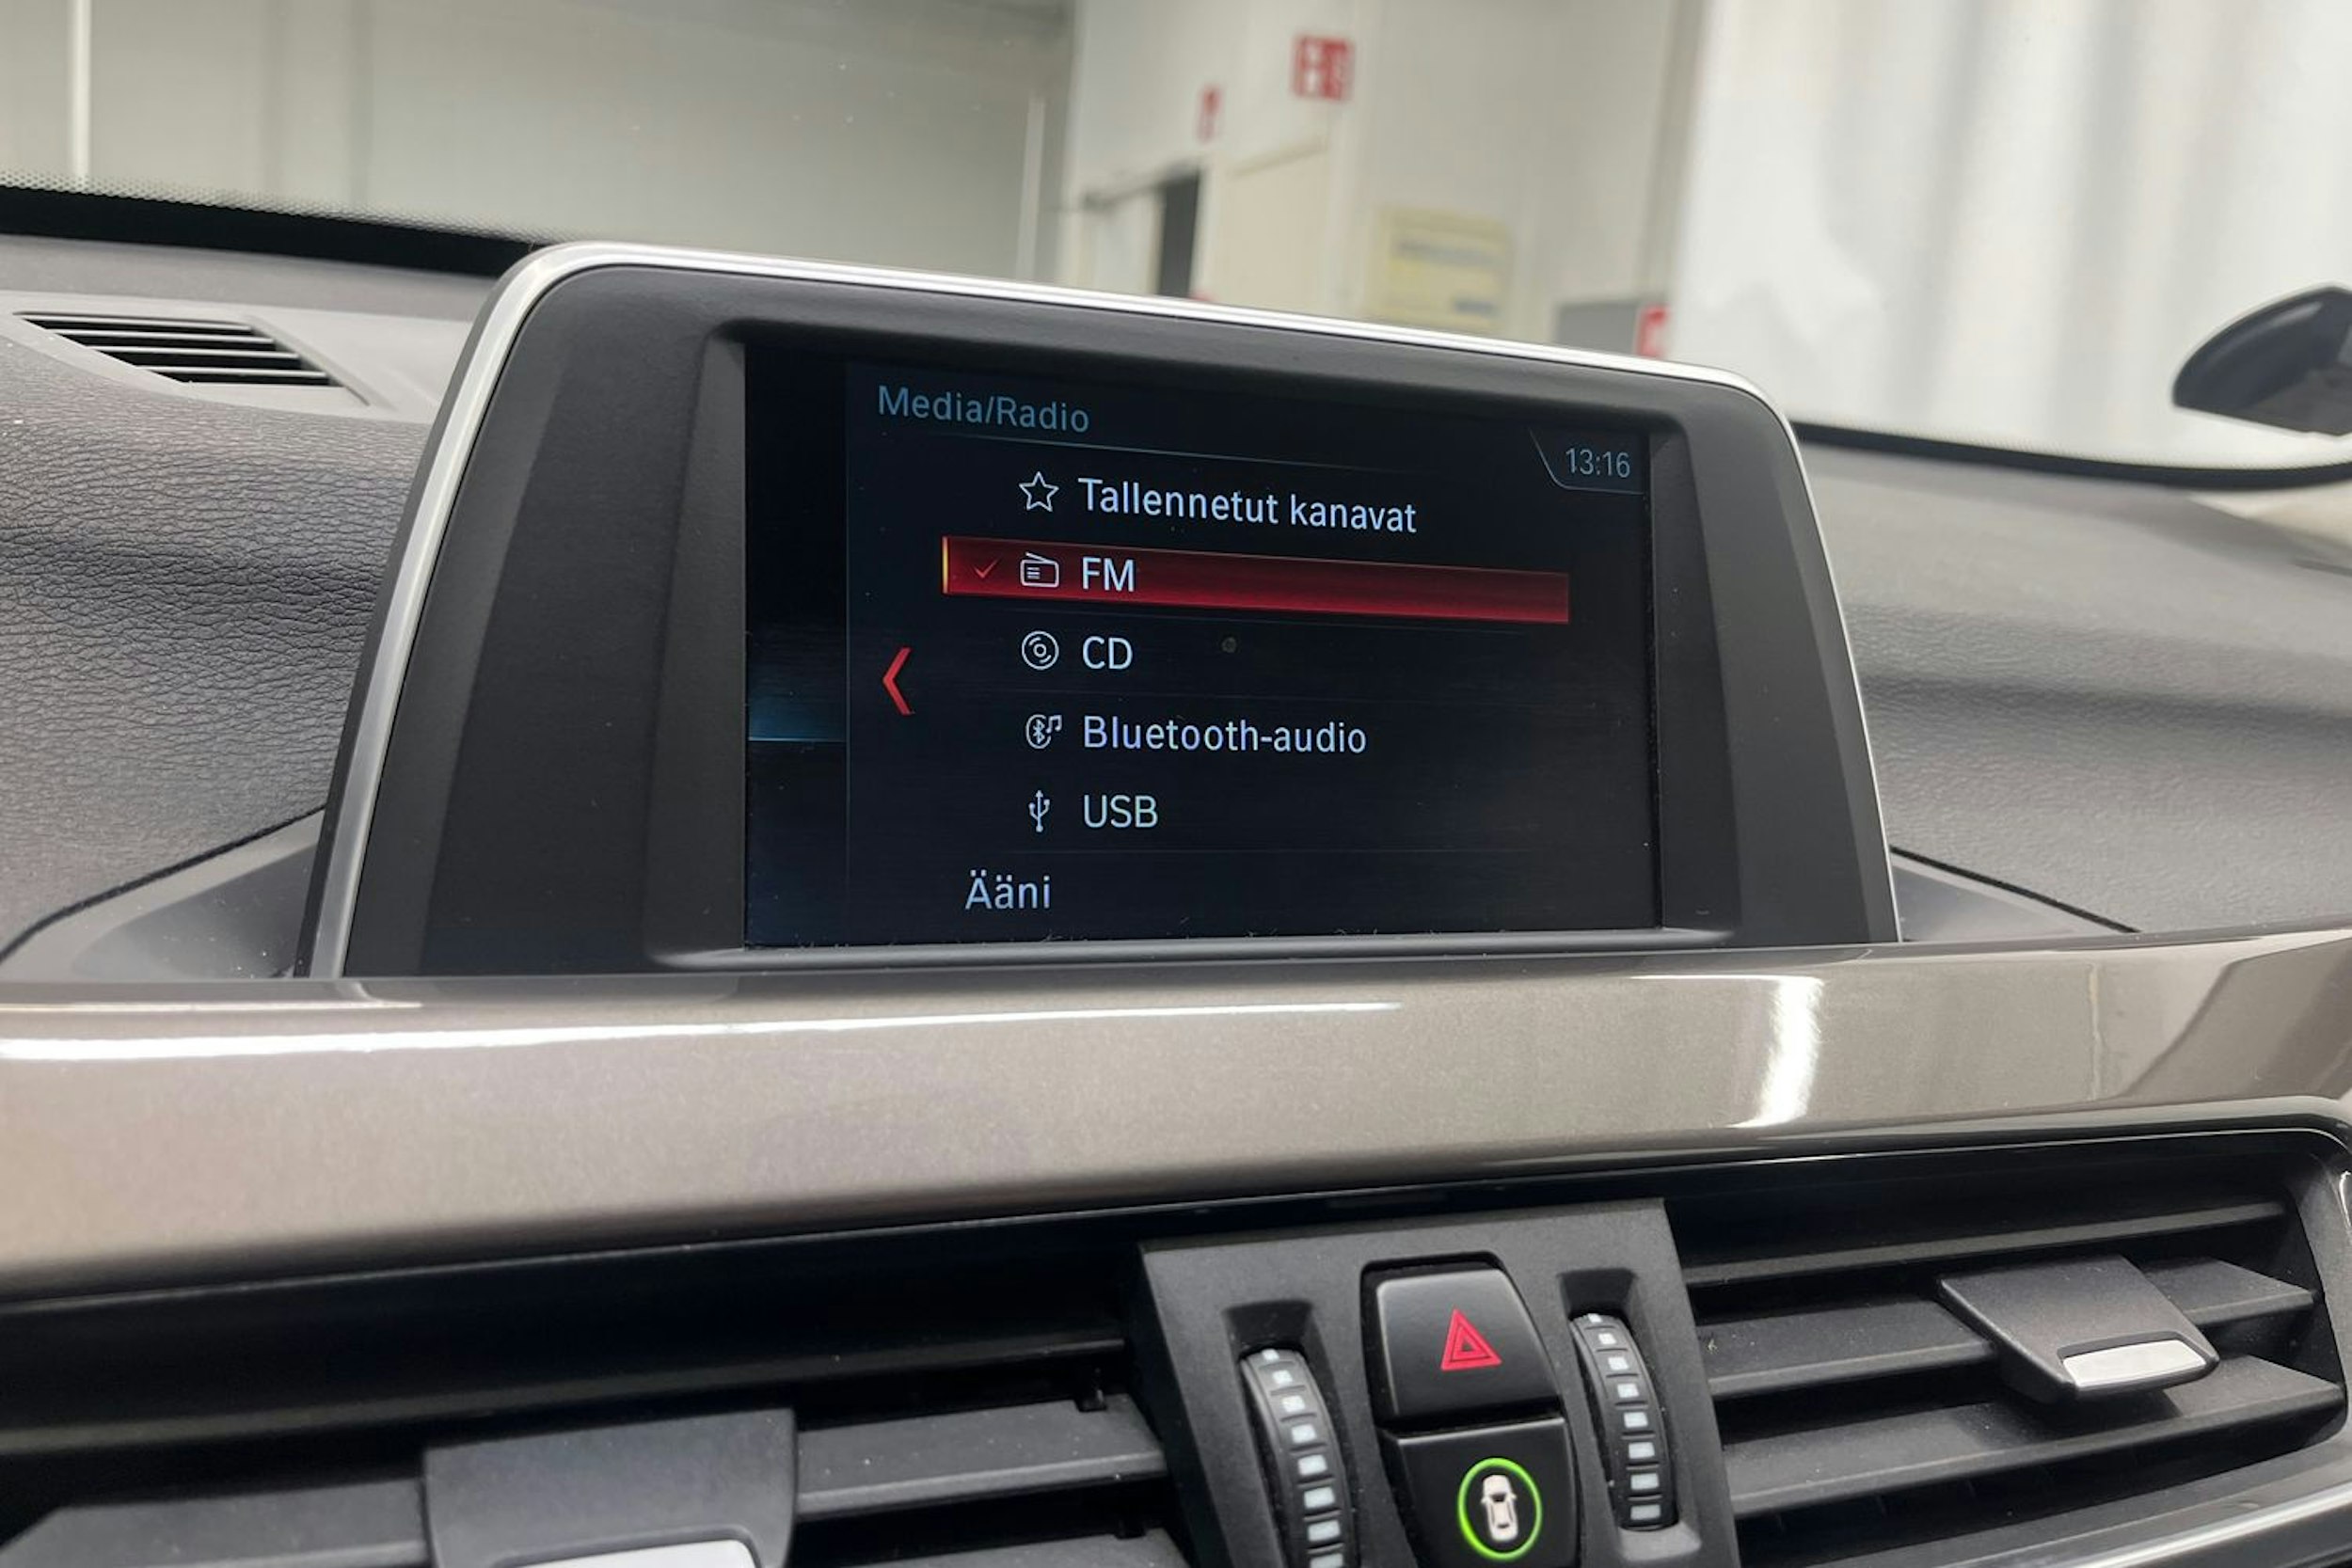 Media/Radio
13:16
Tallennetut kanavat
FM
CD
Bluetooth-audio
USB
Ääni